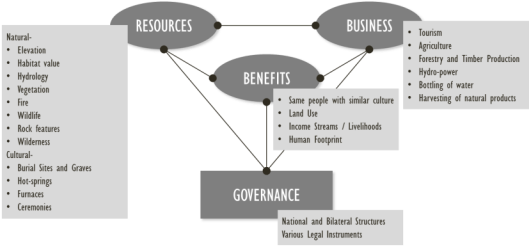 RESOURCES
BUSINESS
BENEFITS
GOVERNANCE
Natural-
• Elevation
• Habitat value
• Hydrology
• Vegetation
• Fire
• Wildlife
• Rock features
• Wilderness
Cultural-
• Burial Sites and Graves
• Hot-springs
• Furnaces
• Ceremonies
• Tourism
• Agriculture
• Forestry and Timber Production
• Hydro-power
• Bottling of water
• Harvesting of natural products
• Same people with similar culture
• Land Use
• Income Streams / Livelihoods
• Human Footprint
National and Bilateral Structures
Various Legal Instruments